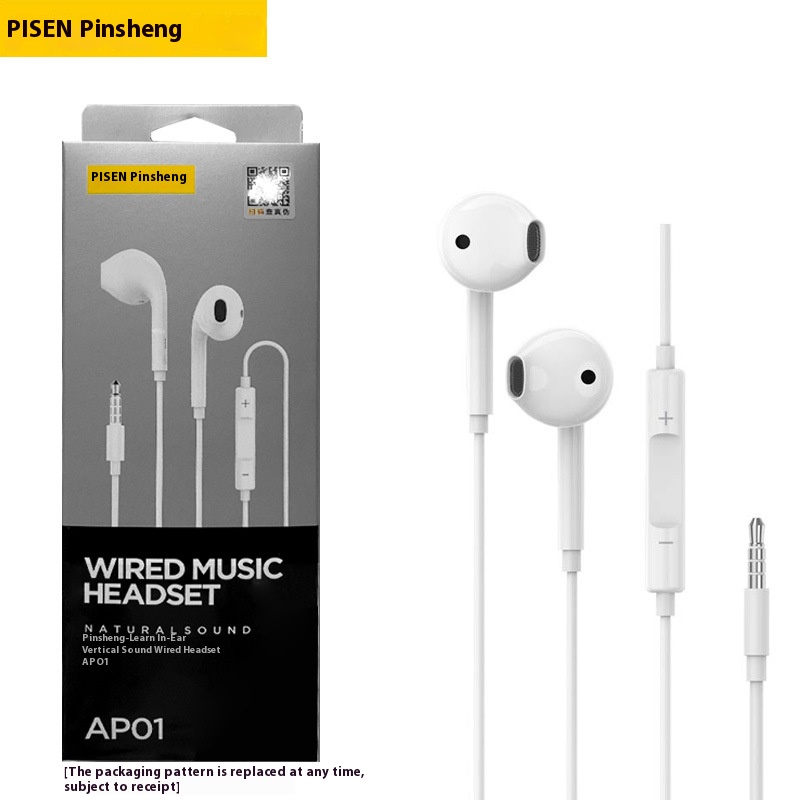 PISEN Pinsheng
PISEN Pinsheng
WIRED MUSIC
HEADSET
NATURALSOUND
Pinsheng-Learn In-Ear
Vertical Sound Wired Headset
AP01
AP01
[The packaging pattern is replaced at any time,
subject to receipt]